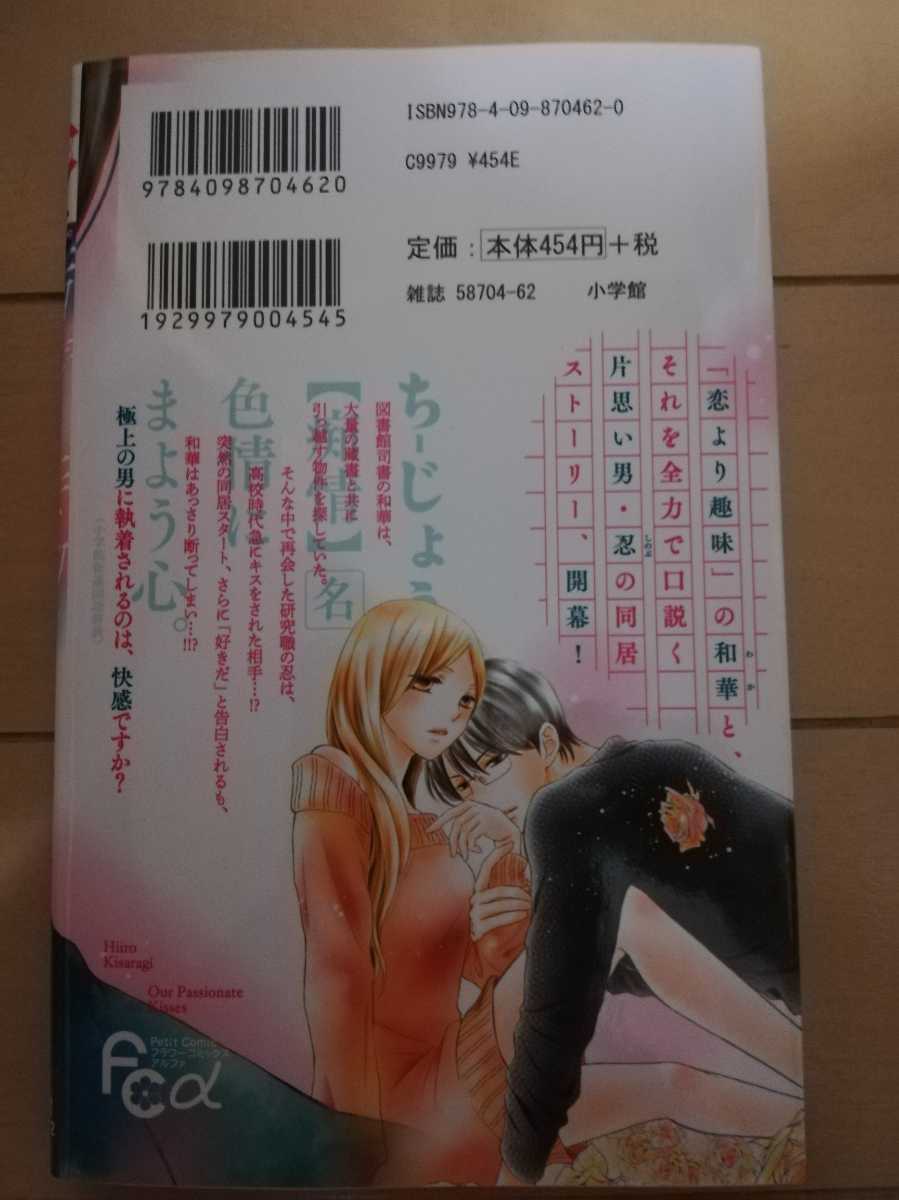 ISBN978-4-09-870462-0
9784098704620
C9979 ¥454E
定価：本体454円＋税
雑誌 58704-62　小学館
1929979004545
「恋より趣味」の和華と、
わか
それを全力で口説く
片思い男・忍の同居
しのぶ
ストーリー、開幕！
ちーじょう
【痴情】名
色情に
まよう心。
図書館司書の和華は、
大量の蔵書と共に
引っ越す物件を探していた。
そんな中で再会した研究職の忍は、
高校時代、急にキスをされた相手…!?
突然の同居スタート、さらに「好きだ」と告白されるも、
和華はあっさり断ってしまい…!!?
極上の男に執着されるのは、快感ですか？
Hiiro
Kisaragi
Our Passionate
Kisses
Petit Comic
フラワーコミックス
アルファ
FCα
2